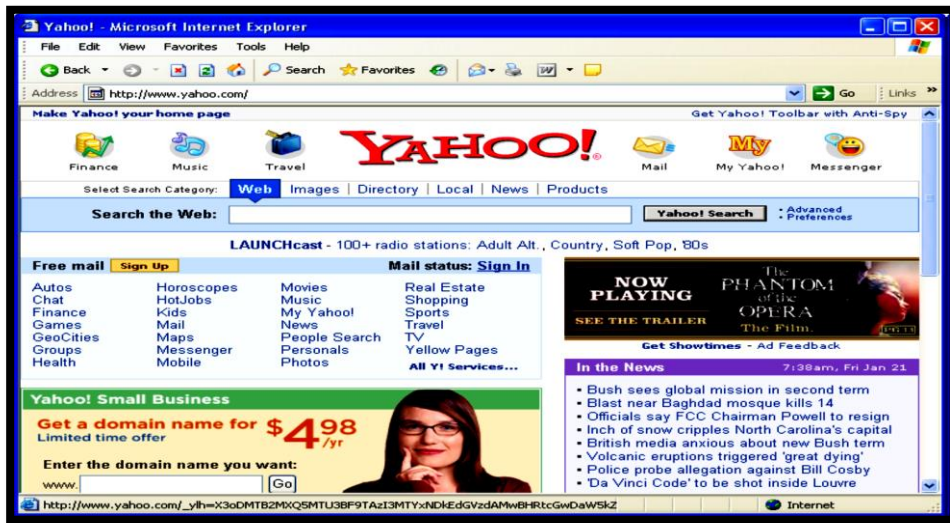 Yahoo! - Microsoft Internet Explorer
File Edit View Favorites Tools Help
Back Search Favorites
Address http://www.yahoo.com/ Go Links »
Make Yahoo! your home page Get Yahoo! Toolbar with Anti-Spy
YAHOO!®
My
Finance Music Travel Mail My Yahoo! Messenger
Select Search Category: Web Images | Directory | Local | News | Products
Search the Web: Yahoo! Search • Advanced
• Preferences
LAUNCHcast - 100+ radio stations: Adult Alt., Country, Soft Pop, '80s
Free mail Sign Up Mail status: Sign In
Autos Horoscopes Movies Real Estate
Chat HotJobs Music Shopping
Finance Kids My Yahoo! Sports
Games Mail News Travel
GeoCities Maps People Search TV
Groups Messenger Personals Yellow Pages
Health Mobile Photos All Y! Services...
NOW PLAYING
SEE THE TRAILER
The
PHANTOM
of the
OPERA
The Film.
PG-13
Get Showtimes - Ad Feedback
In the News 7:38am, Fri Jan 21
• Bush sees global mission in second term
• Blast near Baghdad mosque kills 14
• Officials say FCC Chairman Powell to resign
• Inch of snow cripples North Carolina's capital
• British media anxious about new Bush term
• Volcanic eruptions triggered 'great dying'
• Police probe allegation against Bill Cosby
• 'Da Vinci Code' to be shot inside Louvre
Yahoo! Small Business
Get a domain name for $4.98/yr
Limited time offer
Enter the domain name you want:
www. Go
http://www.yahoo.com/_ylh=X3oDMTB2MXQ5MTU3BF9TAzI3MTYxNDkEdGVzdAMwBHRtcGwDaW5kZ Internet